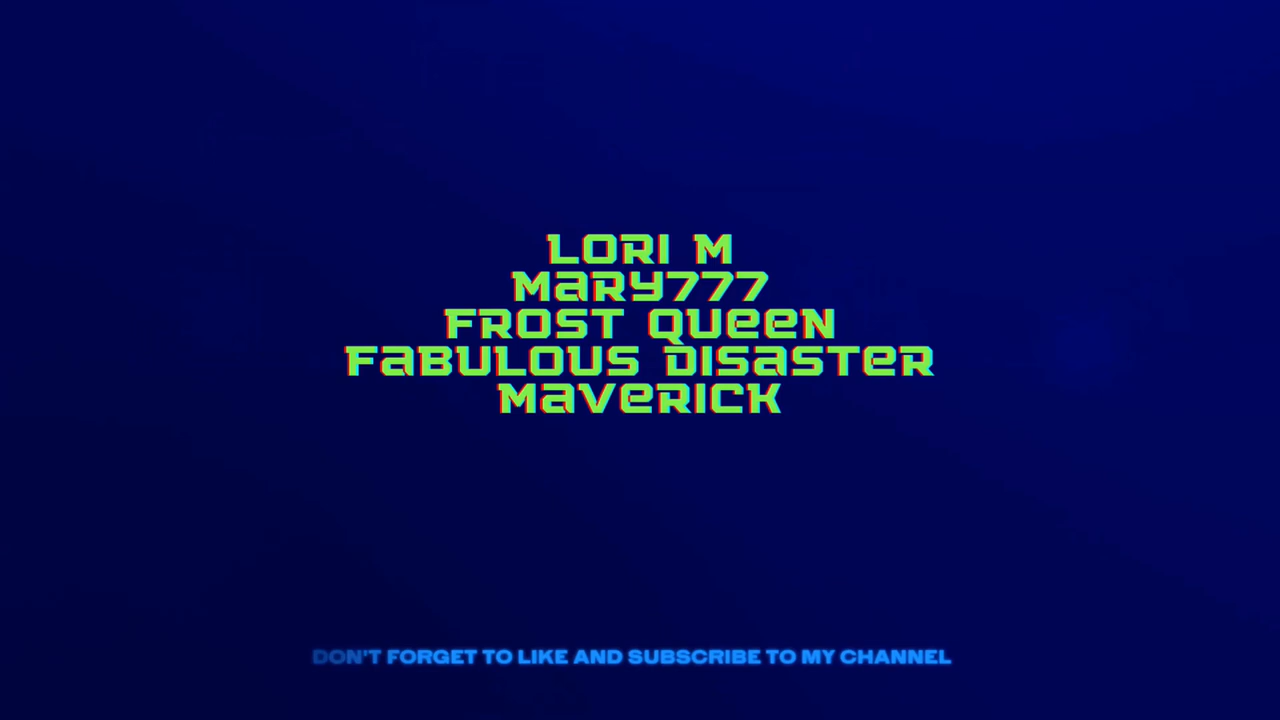 LORI M
MARY777
FROST QUEEN
FABULOUS DISASTER
MAVERICK
DON'T FORGET TO LIKE AND SUBSCRIBE TO MY CHANNEL